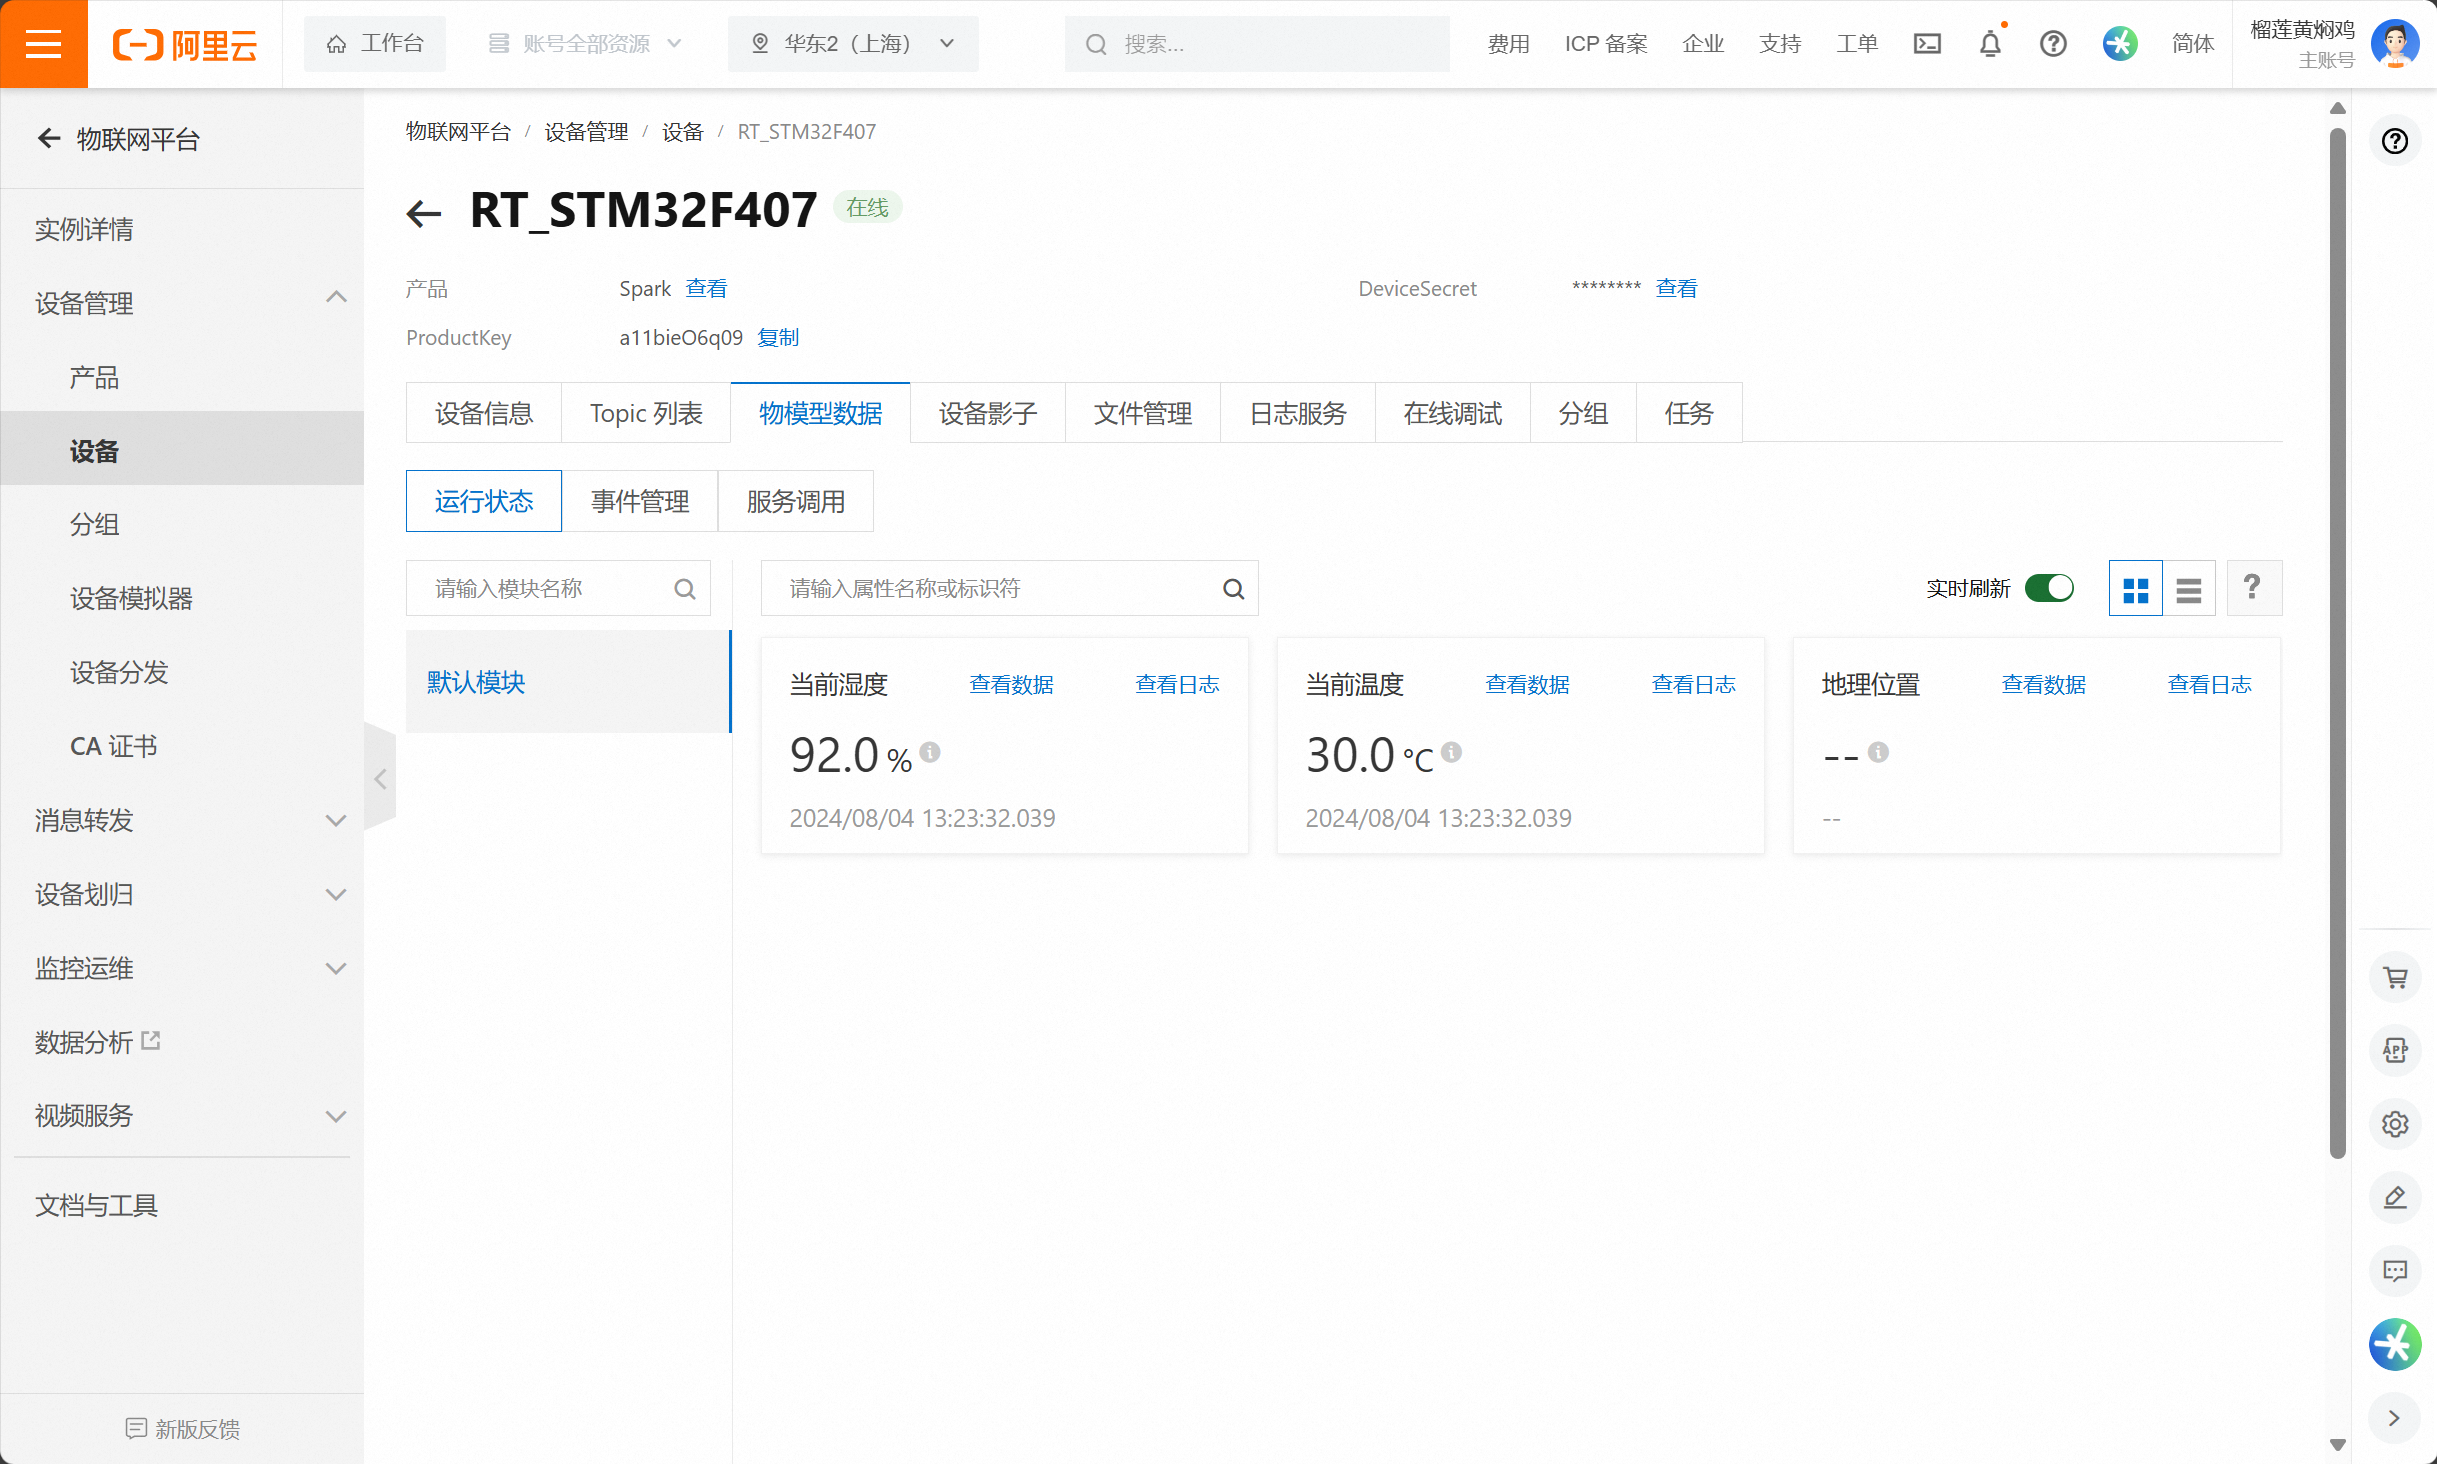 阿里云
工作台
账号全部资源
华东2（上海）
搜索...
费用
ICP 备案
企业
支持
工单
简体
榴莲黄焖鸡
主账号
物联网平台
实例详情
设备管理
产品
设备
分组
设备模拟器
设备分发
CA 证书
消息转发
设备划归
监控运维
数据分析
视频服务
文档与工具
新版反馈
物联网平台 / 设备管理 / 设备 / RT_STM32F407
RT_STM32F407 在线
产品 Spark 查看
DeviceSecret ******** 查看
ProductKey a11bieO6q09 复制
设备信息 Topic 列表 物模型数据 设备影子 文件管理 日志服务 在线调试 分组 任务
运行状态 事件管理 服务调用
请输入模块名称
默认模块
请输入属性名称或标识符
实时刷新
?
当前湿度 查看数据 查看日志
92.0 %
2024/08/04 13:23:32.039
当前温度 查看数据 查看日志
30.0 °C
2024/08/04 13:23:32.039
地理位置 查看数据 查看日志
--
--
APP